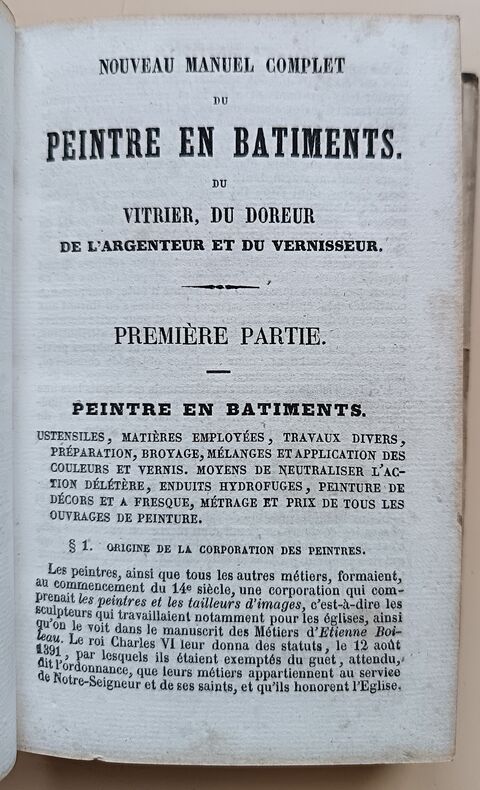 NOUVEAU MANUEL COMPLET
DU
PEINTRE EN BATIMENTS.
DU
VITRIER, DU DOREUR
DE L'ARGENTEUR ET DU VERNISSEUR.
PREMIÈRE PARTIE.
PEINTRE EN BATIMENTS.
USTENSILES, MATIÈRES EMPLOYÉES, TRAVAUX DIVERS,
PRÉPARATION, BROYAGE, MÉLANGES ET APPLICATION DES
COULEURS ET VERNIS. MOYENS DE NEUTRALISER L'AC-
TION DÉLÉTÈRE, ENDUITS HYDROFUGES, PEINTURE DE
DÉCORS ET A FRESQUE, MÉTRAGE ET PRIX DE TOUS LES
OUVRAGES DE PEINTURE.
§ 1. ORIGINE DE LA CORPORATION DES PEINTRES.
Les peintres, ainsi que tous les autres métiers, formaient,
au commencement du 14e siècle, une corporation qui com-
prenait les peintres et les tailleurs d'images, c'est-à-dire les
sculpteurs qui travaillaient notamment pour les églises, ainsi
qu'on le voit dans le manuscrit des Métiers d'Etienne Boi-
leau. Le roi Charles VI leur donna des statuts, le 12 août
1391, par lesquels ils étaient exemptés du guet, attendu,
dit l'ordonnance, que leurs métiers appartiennent au service
de Notre-Seigneur et de ses saints, et qu'ils honorent l'Eglise.